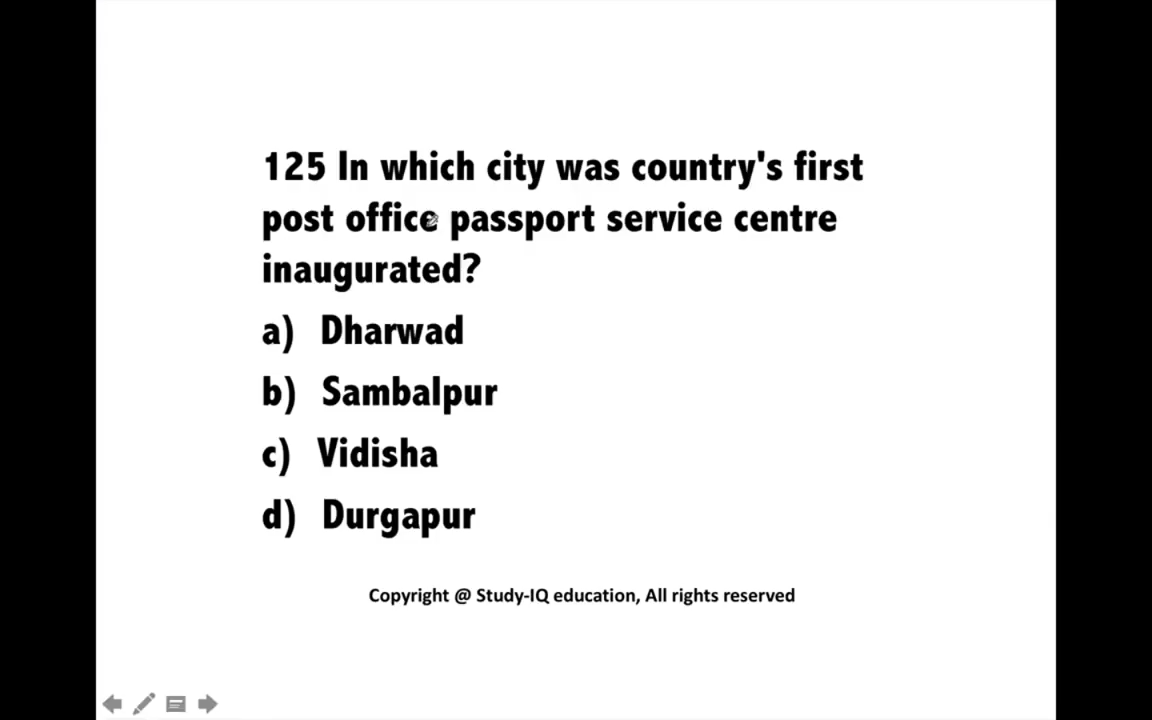 125 In which city was country's first
post office passport service centre
inaugurated?
a) Dharwad
b) Sambalpur
c) Vidisha
d) Durgapur
Copyright @ Study-IQ education, All rights reserved